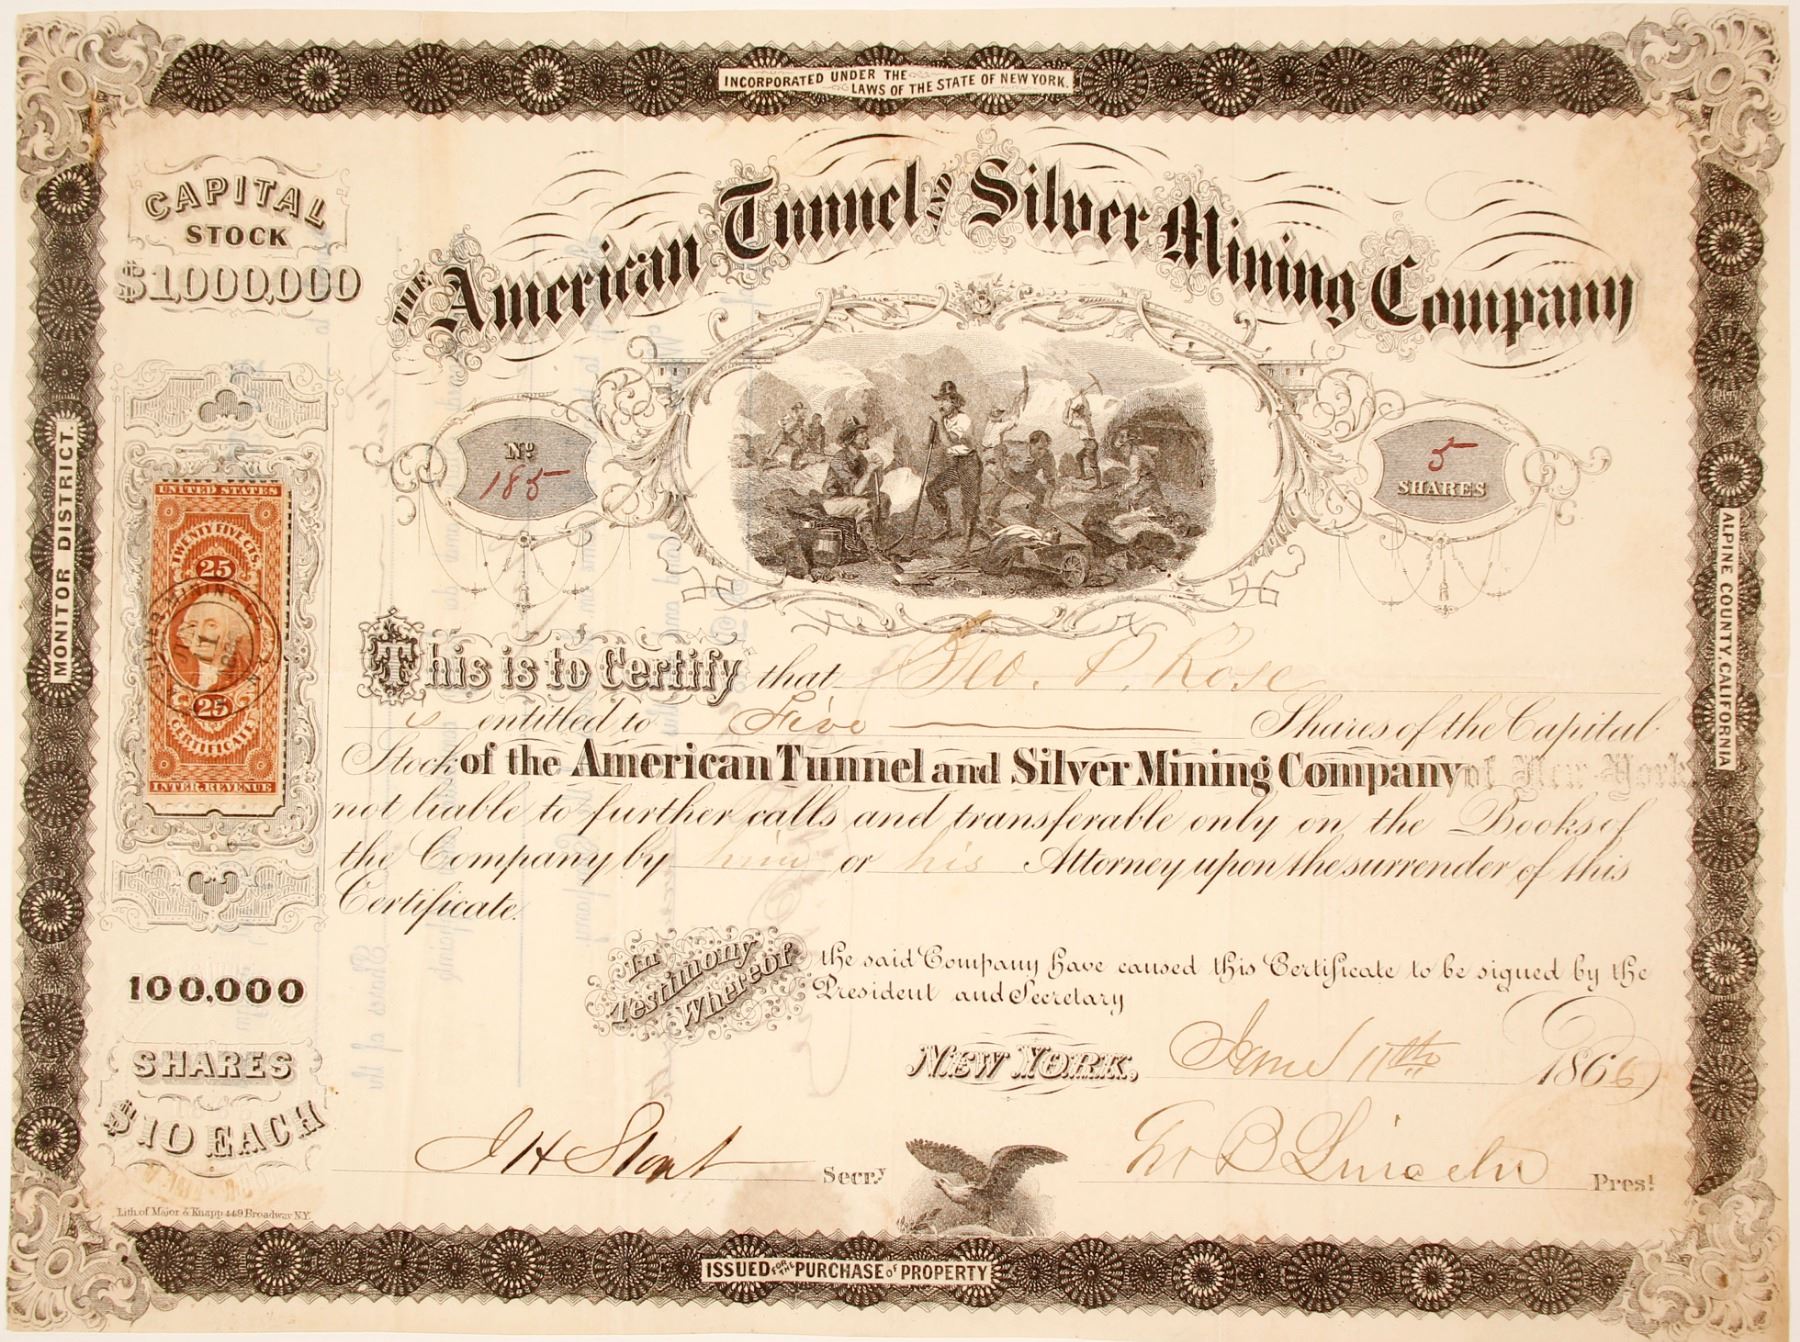 INCORPORATED UNDER THE
LAWS OF THE STATE OF NEW YORK.
CAPITAL
STOCK
$1,000,000
THE American Tunnel AND Silver Mining Company
Nº
185
5
SHARES
MONITOR DISTRICT.
ALPINE COUNTY, CALIFORNIA
UNITED STATES
TWENTY FIVE CTS.
25
25
CERTIFICATE
INTER. REVENUE
This is to Certify that Geo. P. Rose
is entitled to Five Shares of the Capital
Stock of the American Tunnel and Silver Mining Company of New York
not liable to further calls and transferable only on the Books of
the Company by him or his Attorney upon the surrender of this
Certificate.
In Testimony Whereof the said Company have caused this Certificate to be signed by the
President and Secretary
100,000
SHARES
$10 EACH
NEW YORK, June 11th 1866
Secry
Prest
Lith. of Major & Knapp 449 Broadway N.Y.
ISSUED FOR THE PURCHASE OF PROPERTY